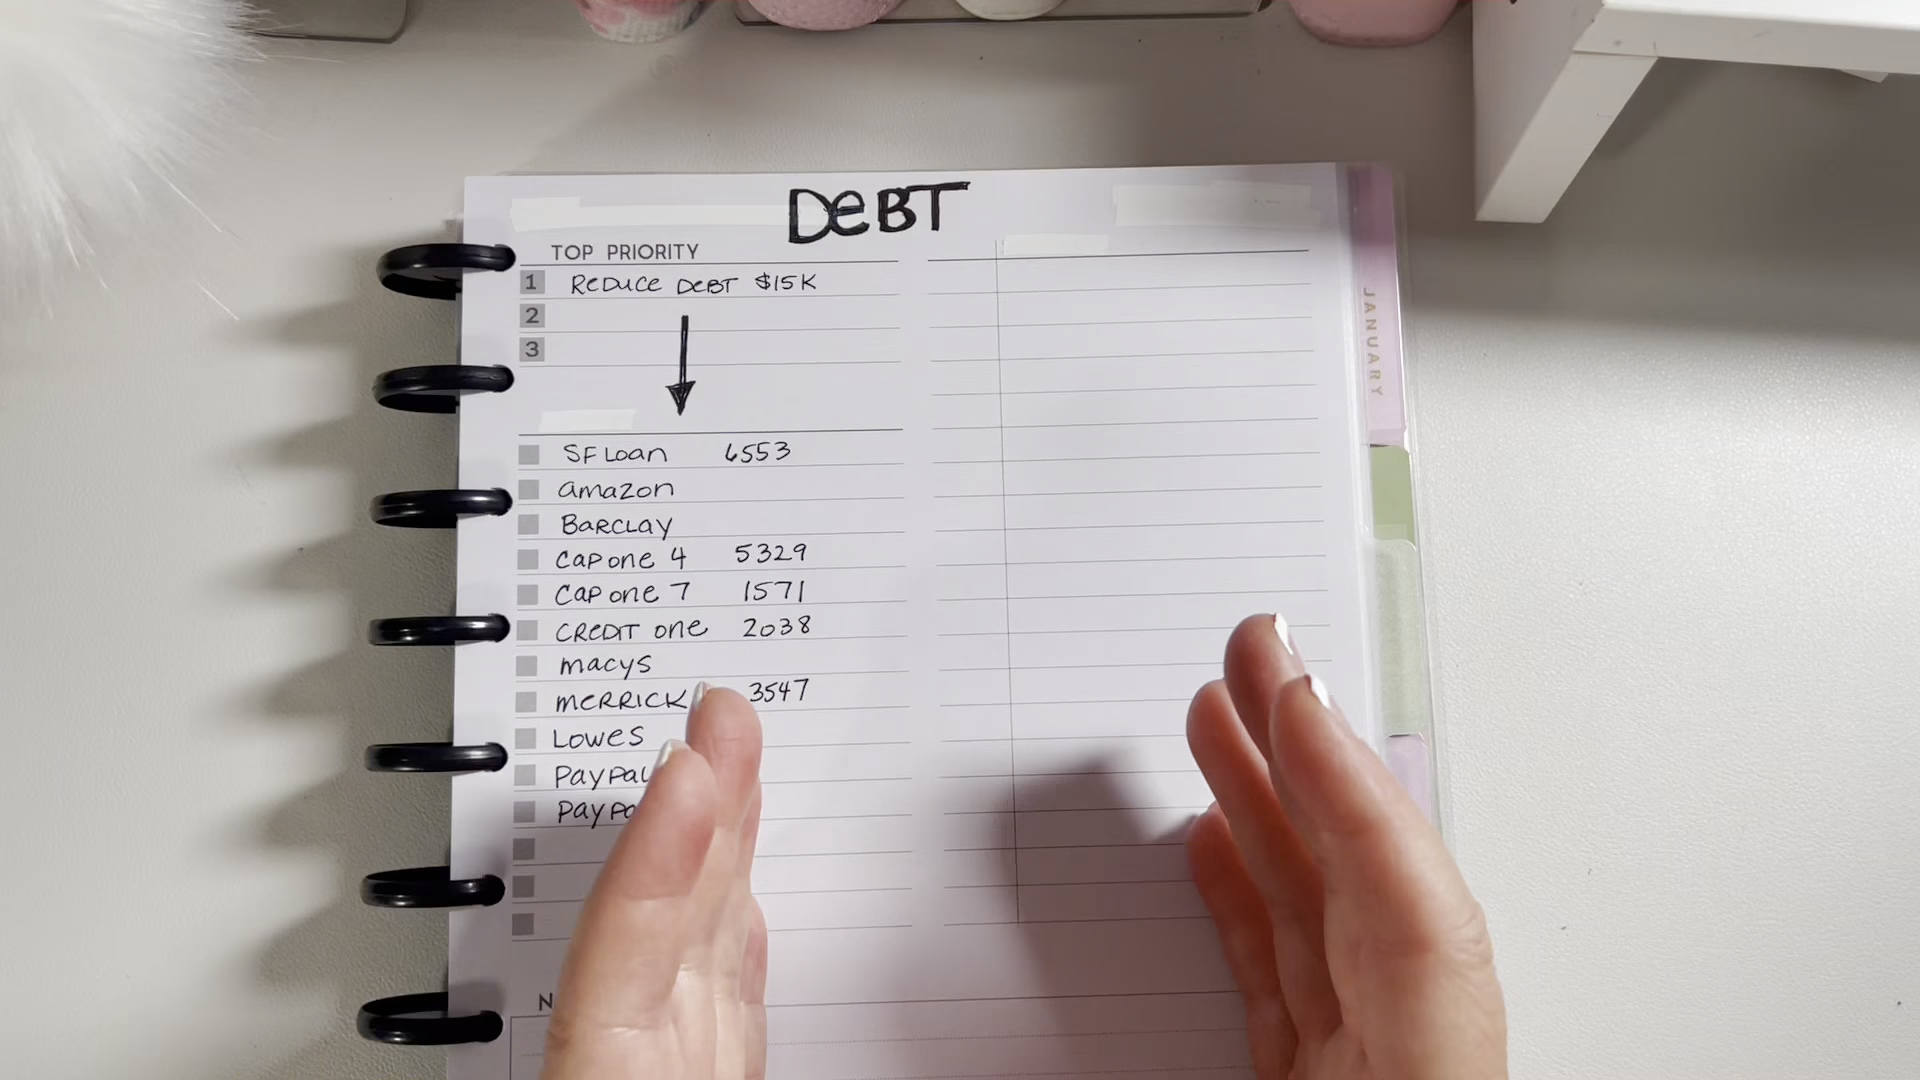 DeBT
TOP PRIORITY
1 ReDUCe DeBT $15K
2
3
SF Loan 6553
amazon
BaRCLay
cap one 4 5329
cap one 7 1571
CReDIT one 2038
macys
meRRICK 3547
LOWes
Paypal
JANUARY